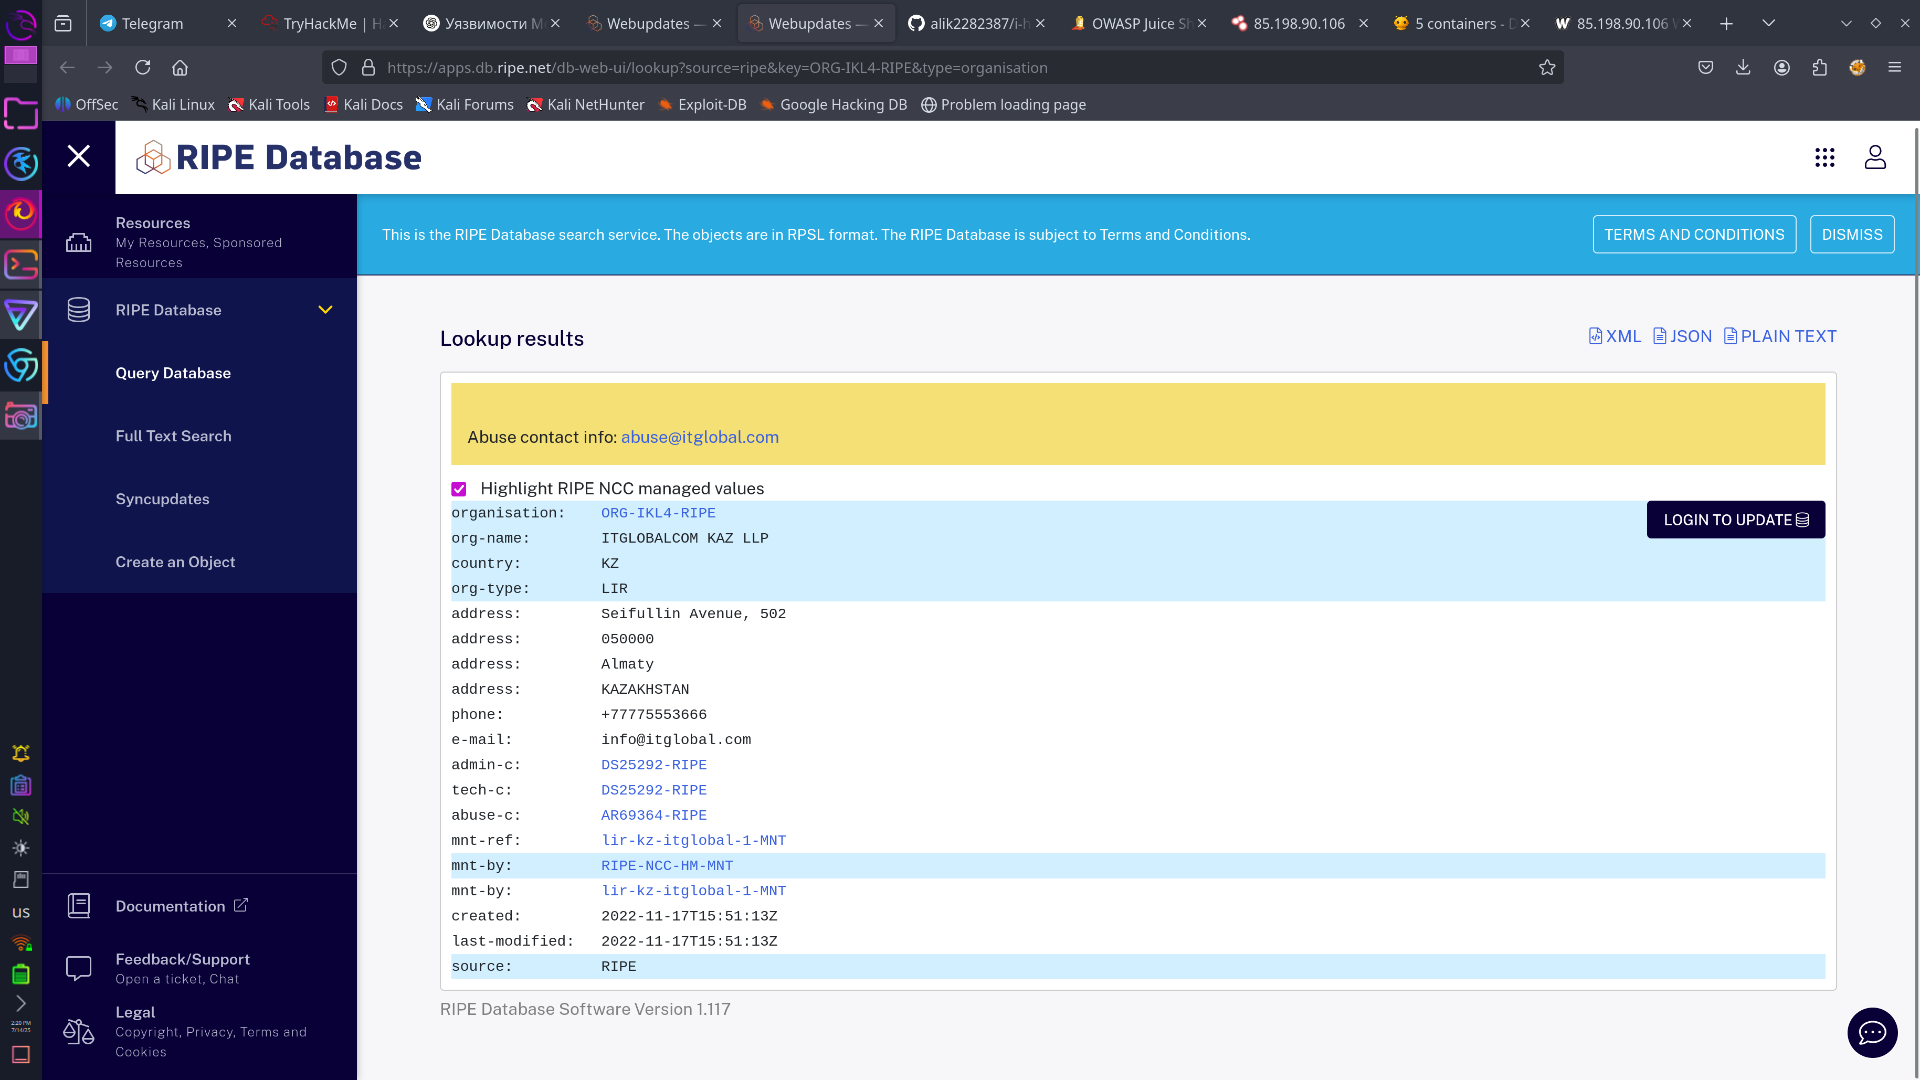 Telegram
TryHackMe | H
Уязвимости М
Webupdates —
Webupdates —
alik2282387/i-h
OWASP Juice Sh
85.198.90.106
5 containers - D
85.198.90.106
https://apps.db.ripe.net/db-web-ui/lookup?source=ripe&key=ORG-IKL4-RIPE&type=organisation
OffSec
Kali Linux
Kali Tools
Kali Docs
Kali Forums
Kali NetHunter
Exploit-DB
Google Hacking DB
Problem loading page
RIPE Database
Resources
My Resources, Sponsored
Resources
RIPE Database
Query Database
Full Text Search
Syncupdates
Create an Object
Documentation
Feedback/Support
Open a ticket, Chat
Legal
Copyright, Privacy, Terms and
Cookies
This is the RIPE Database search service. The objects are in RPSL format. The RIPE Database is subject to Terms and Conditions.
TERMS AND CONDITIONS
DISMISS
Lookup results
XML
JSON
PLAIN TEXT
Abuse contact info: abuse@itglobal.com
Highlight RIPE NCC managed values
LOGIN TO UPDATE
organisation: ORG-IKL4-RIPE
org-name: ITGLOBALCOM KAZ LLP
country: KZ
org-type: LIR
address: Seifullin Avenue, 502
address: 050000
address: Almaty
address: KAZAKHSTAN
phone: +77775553666
e-mail: info@itglobal.com
admin-c: DS25292-RIPE
tech-c: DS25292-RIPE
abuse-c: AR69364-RIPE
mnt-ref: lir-kz-itglobal-1-MNT
mnt-by: RIPE-NCC-HM-MNT
mnt-by: lir-kz-itglobal-1-MNT
created: 2022-11-17T15:51:13Z
last-modified: 2022-11-17T15:51:13Z
source: RIPE
RIPE Database Software Version 1.117
us
2:20 PM
7/14/25